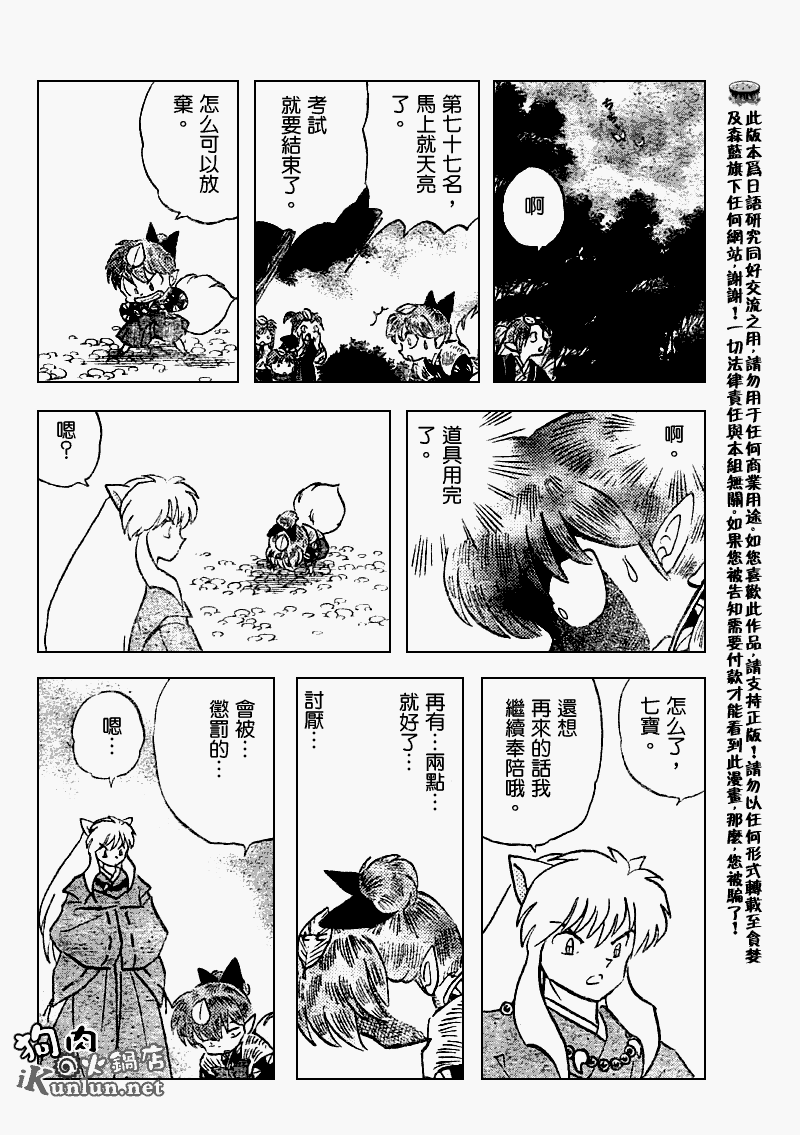 ちち
啊
第七十七名，
馬上就天亮
了。
考試
就要結束了。
怎么可以放
棄。
啊。
道具用完
了。
嗯?
怎么了，
七寶。
還想
再來的話我
繼續奉陪哦。
再有…兩點…
就好了…
討厭…
會被…
懲罰的…
嗯…
此版本爲日語研究同好交流之用，請勿用于任何商業用途。如您喜歡此作品，請支持正版！請勿以任何形式轉載至貪婪
及森藍旗下任何網站，謝謝！一切法律責任與本組無關。如果您被告知需要付款才能看到此漫畫，那麼，您被騙了！
狗肉
火鍋店
iKunlun.net